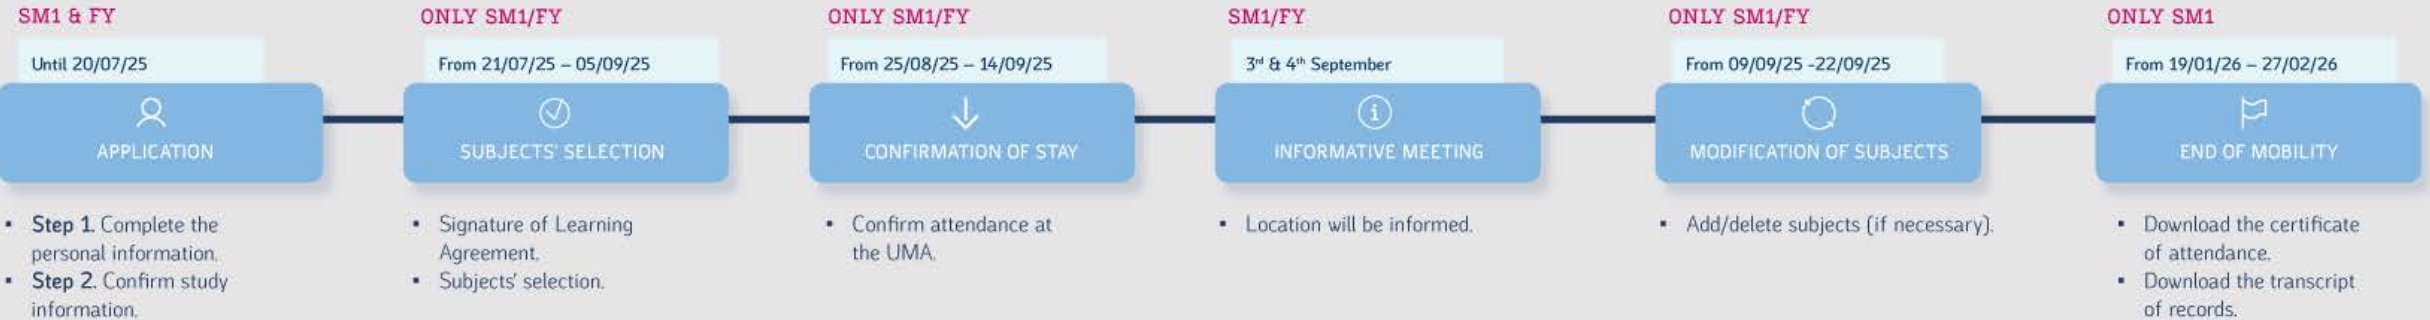 SM1 & FY
Until 20/07/25
APPLICATION
▪ Step 1. Complete the
personal information.
▪ Step 2. Confirm study
information.
ONLY SM1/FY
From 21/07/25 – 05/09/25
SUBJECTS' SELECTION
▪ Signature of Learning
Agreement.
▪ Subjects' selection.
ONLY SM1/FY
From 25/08/25 – 14/09/25
CONFIRMATION OF STAY
▪ Confirm attendance at
the UMA.
SM1/FY
3rd & 4th September
INFORMATIVE MEETING
▪ Location will be informed.
ONLY SM1/FY
From 09/09/25 -22/09/25
MODIFICATION OF SUBJECTS
▪ Add/delete subjects (if necessary).
ONLY SM1
From 19/01/26 – 27/02/26
END OF MOBILITY
▪ Download the certificate
of attendance.
▪ Download the transcript
of records.